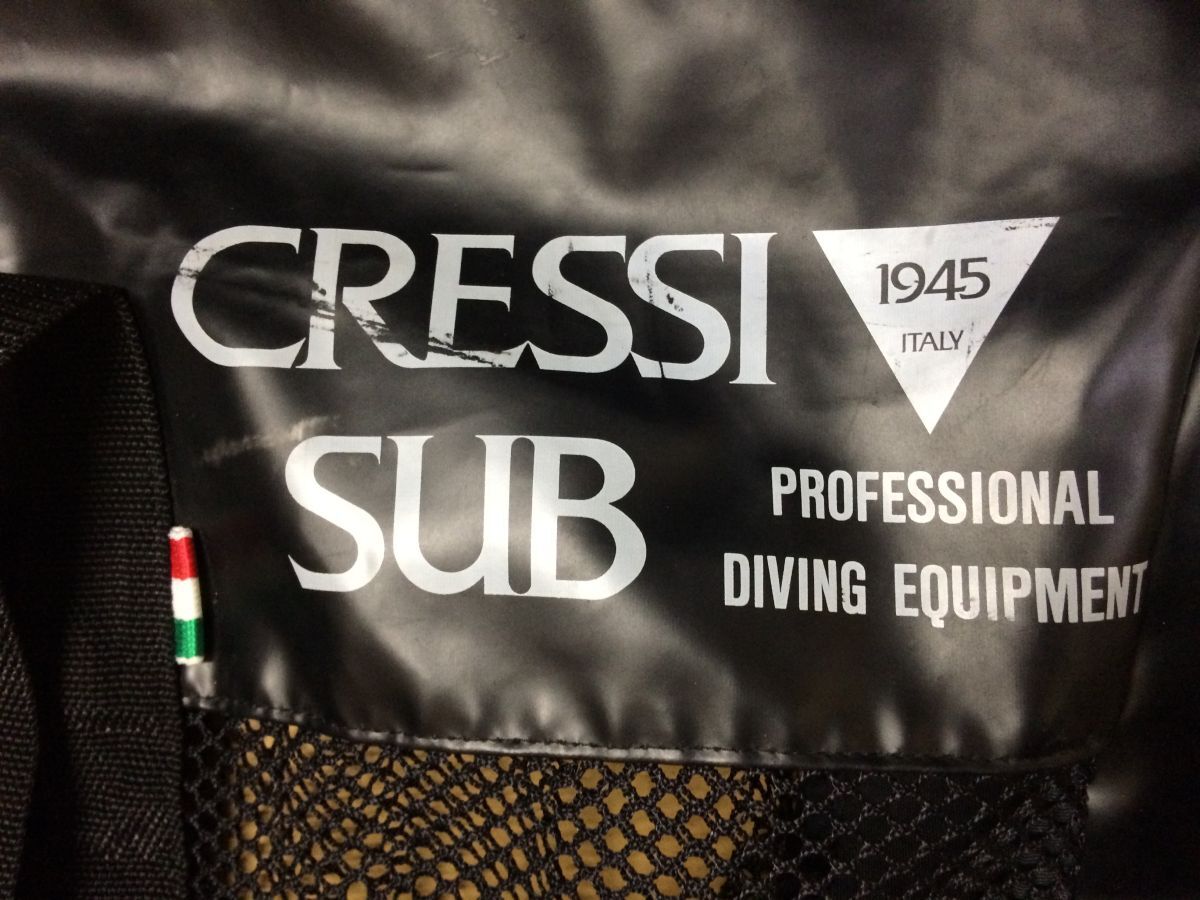 CRESSI
1945
ITALY
SUB
PROFESSIONAL
DIVING EQUIPMENT